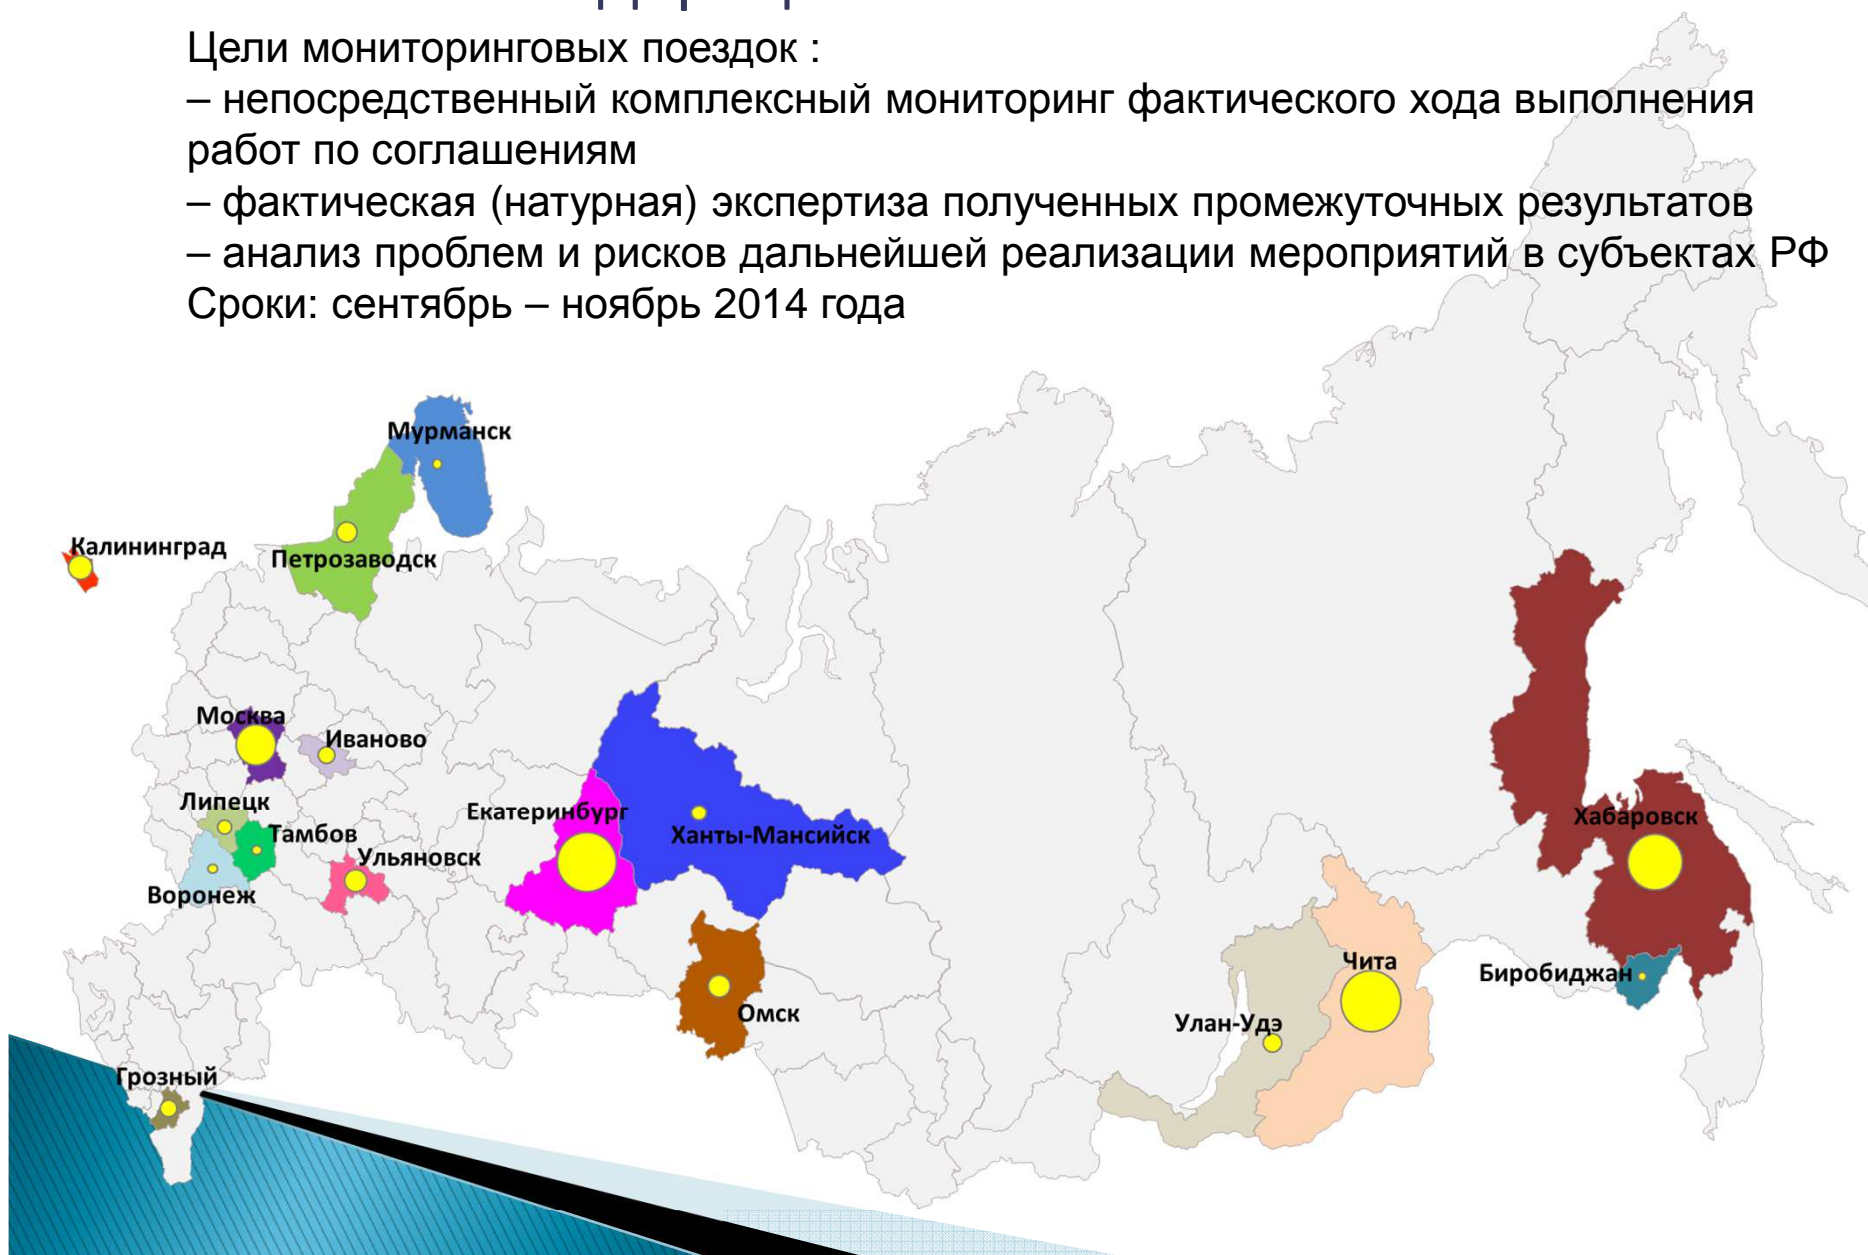 Цели мониторинговых поездок :
– непосредственный комплексный мониторинг фактического хода выполнения
работ по соглашениям
– фактическая (натурная) экспертиза полученных промежуточных результатов
– анализ проблем и рисков дальнейшей реализации мероприятий в субъектах РФ
Сроки: сентябрь – ноябрь 2014 года
Мурманск
Калининград
Петрозаводск
Москва
Иваново
Липецк
Тамбов
Екатеринбург
Ханты-Мансийск
Хабаровск
Ульяновск
Воронеж
Чита
Биробиджан
Омск
Улан-Удэ
Грозный